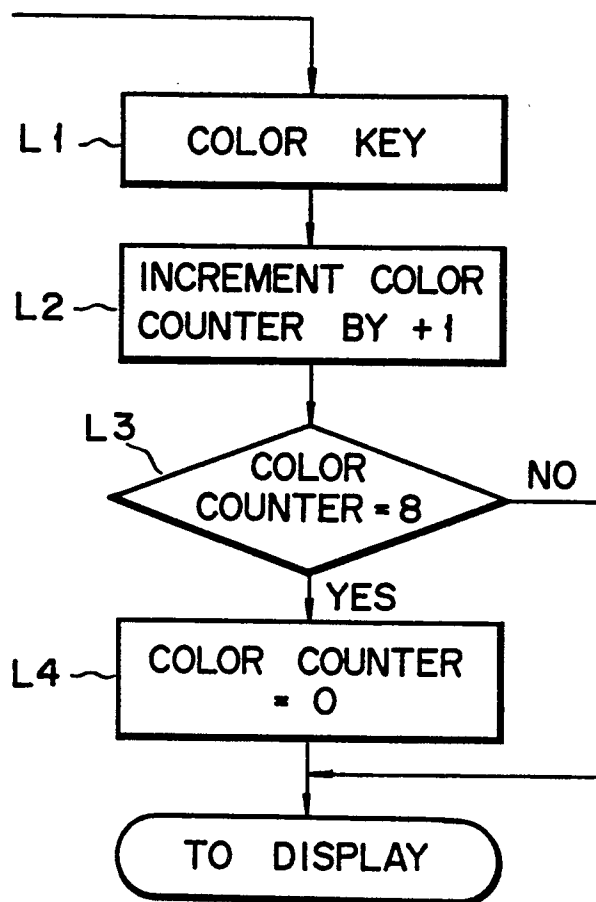 L1
COLOR KEY
L2
INCREMENT COLOR
COUNTER BY +1
L3
COLOR
COUNTER = 8
NO
YES
L4
COLOR COUNTER
= 0
TO DISPLAY